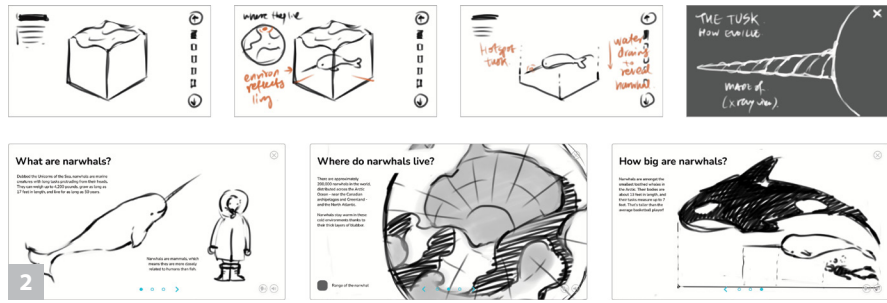 where they live
environ
reflects
living
Hotspot
tusk
water
draining
to
reveal
narwhal
THE TUSK
HOW EVOLVE
made of
(xray view)
What are narwhals?
Dubbed the Unicorns of the Sea, narwhals are marine
creatures with long tusks protruding from their heads.
They can weigh up to 4,200 pounds, grow as long as
17 feet in length, and live for as long as 50 years.
Narwhals are mammals, which
means they are more closely
related to humans than fish.
Where do narwhals live?
There are approximately
200,000 narwhals in the world,
distributed across the Arctic
Ocean - near the Canadian
archipelagos and Greenland -
and the North Atlantic.
Narwhals stay warm in these
cold environments thanks to
their thick layers of blubber.
Range of the narwhal
How big are narwhals?
Narwhals are amongst the
smallest toothed whales in
the Arctic. Their bodies are
about 13 feet in length, and
their tusks measure up to 7
feet. That's taller than the
average basketball player!
2